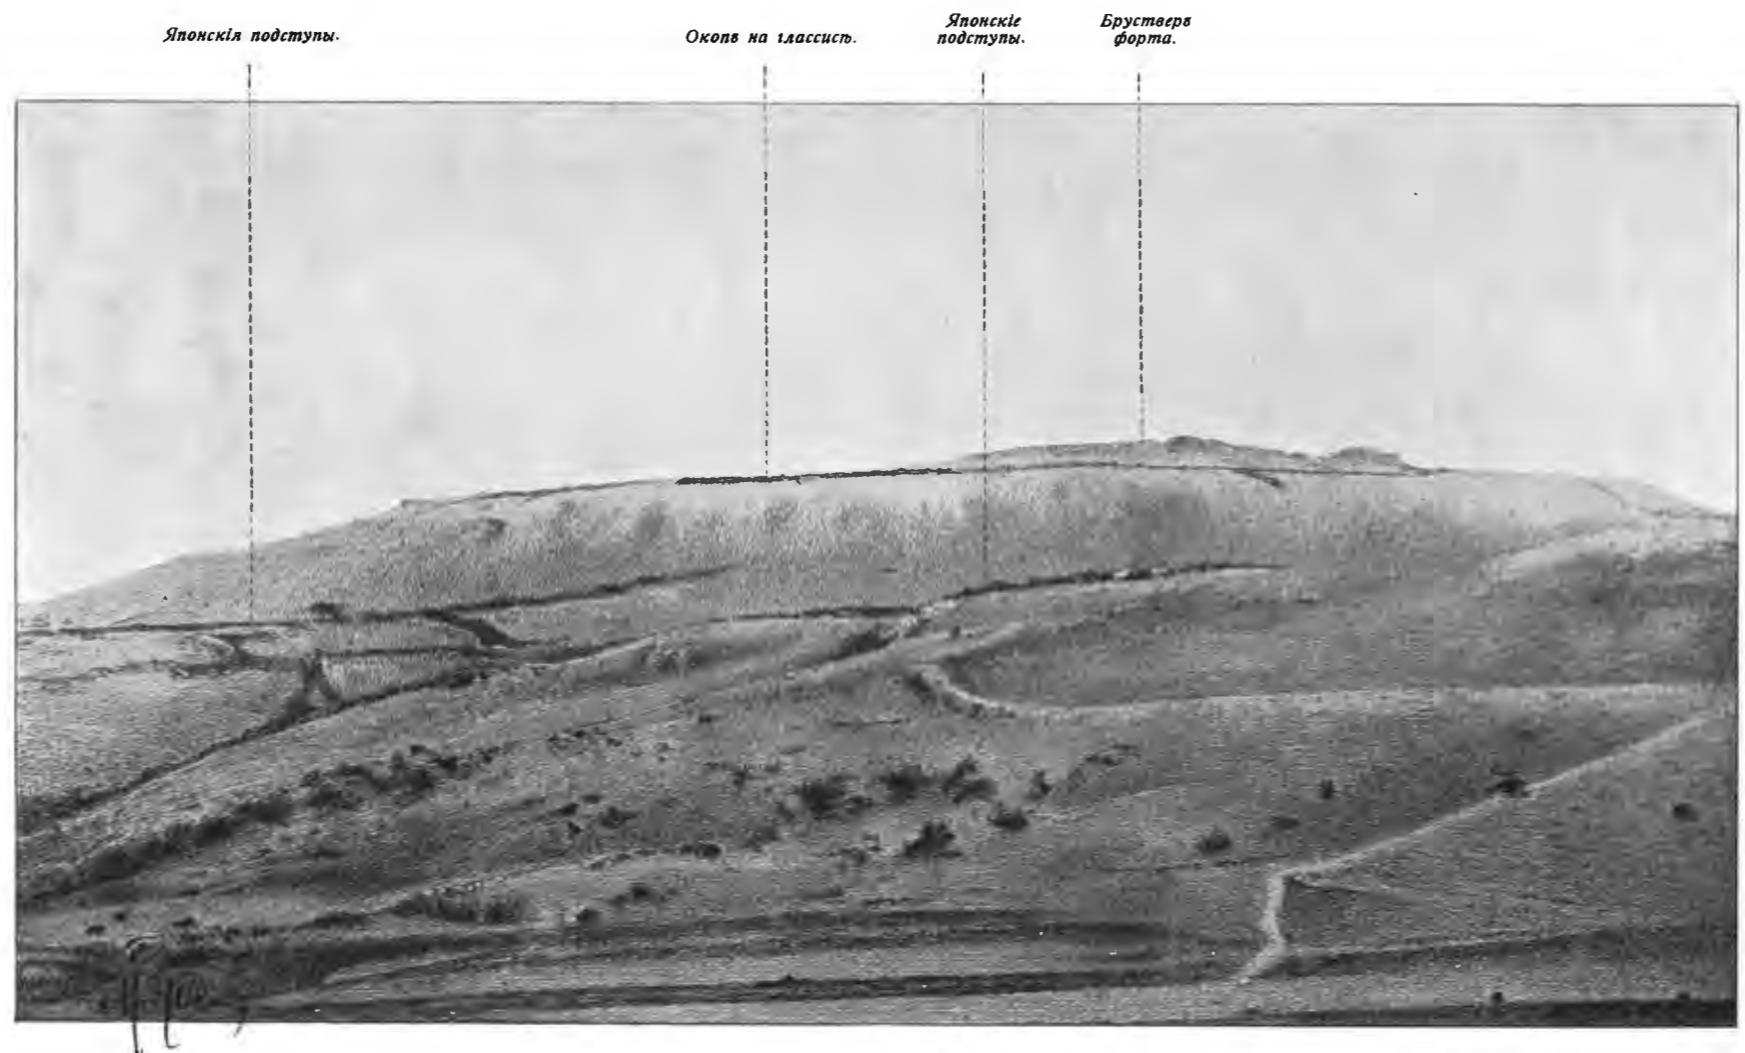 Японскія подступы.
Окопъ на гласисѣ.
Японскіе
подступы.
Брустверъ
форта.